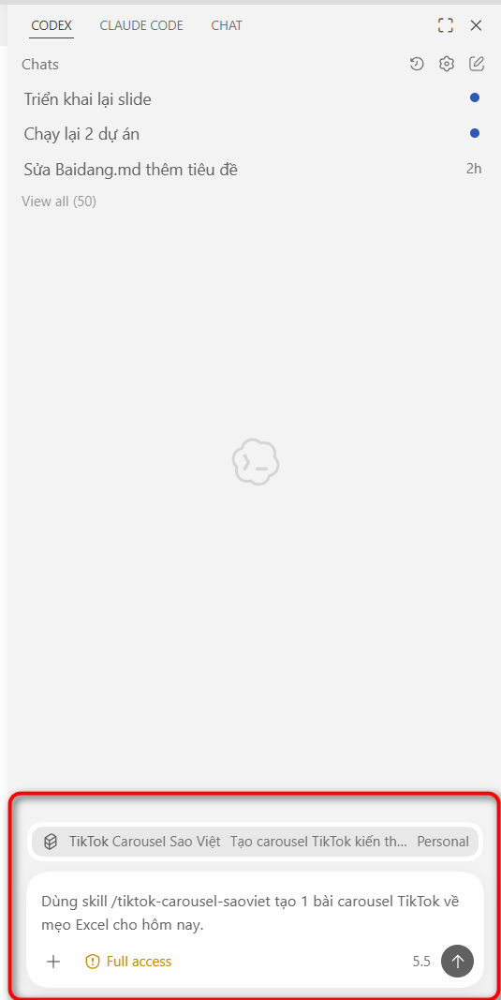 CODEX CLAUDE CODE CHAT
Chats
Triển khai lại slide
Chạy lại 2 dự án
Sửa Baidang.md thêm tiêu đề 2h
View all (50)
TikTok Carousel Sao Việt Tạo carousel TikTok kiến th... Personal
Dùng skill /tiktok-carousel-saoviet tạo 1 bài carousel TikTok về
mẹo Excel cho hôm nay.
Full access 5.5